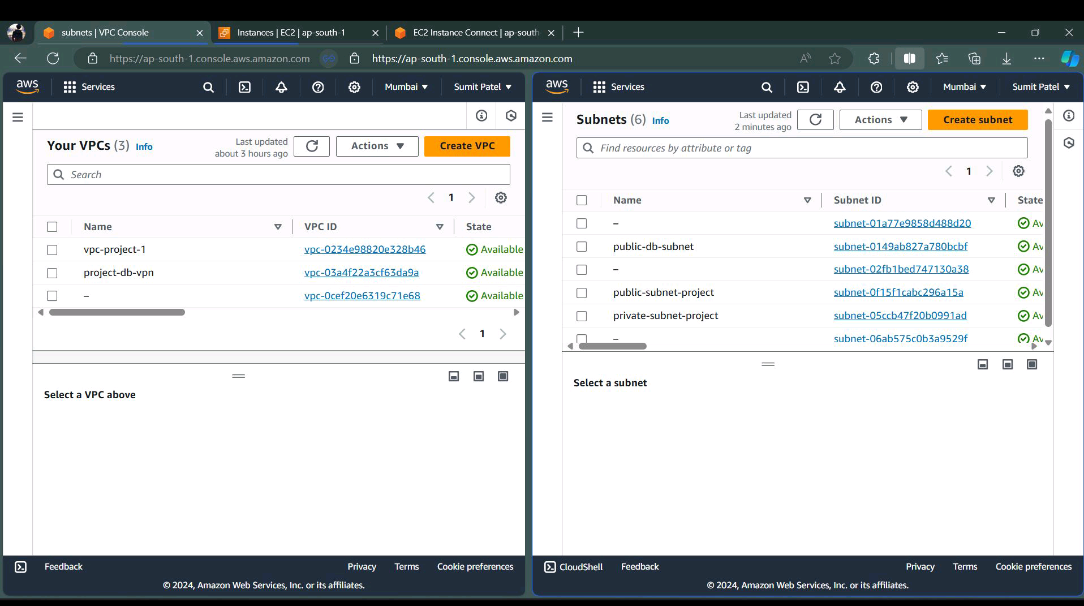 subnets | VPC Console
Instances | EC2 | ap-south-1
EC2 Instance Connect | ap-south
https://ap-south-1.console.aws.amazon.com
https://ap-south-1.console.aws.amazon.com
aws
Services
Mumbai ▼
Sumit Patel ▼
Your VPCs (3) Info
Last updated
about 3 hours ago
Actions ▼
Create VPC
Search
1
Name
VPC ID
State
vpc-project-1
vpc-0234e98820e328b46
Available
project-db-vpn
vpc-03a4f22a3cf63da9a
Available
–
vpc-0cef20e6319c71e68
Available
1
Select a VPC above
Feedback
Privacy
Terms
Cookie preferences
© 2024, Amazon Web Services, Inc. or its affiliates.
aws
Services
Mumbai ▼
Sumit Patel ▼
Subnets (6) Info
Last updated
2 minutes ago
Actions ▼
Create subnet
Find resources by attribute or tag
1
Name
Subnet ID
State
–
subnet-01a77e9858d488d20
Av
public-db-subnet
subnet-0149ab827a780bcbf
Av
–
subnet-02fb1bed747130a38
Av
public-subnet-project
subnet-0f15f1cabc296a15a
Av
private-subnet-project
subnet-05ccb47f20b0991ad
Av
–
subnet-06ab575c0b3a9529f
Av
Select a subnet
CloudShell
Feedback
Privacy
Terms
Cookie preferences
© 2024, Amazon Web Services, Inc. or its affiliates.